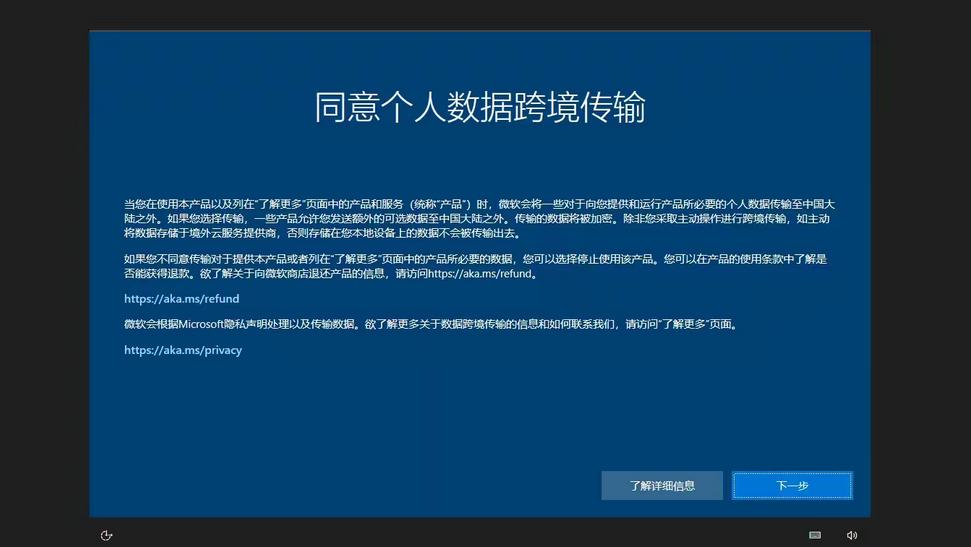 同意个人数据跨境传输
当您在使用本产品以及列在"了解更多"页面中的产品和服务（统称"产品"）时，微软会将一些对于向您提供和运行产品所必要的个人数据传输至中国大
陆之外。如果您选择传输，一些产品允许您发送额外的可选数据至中国大陆之外。传输的数据将被加密。除非您采取主动操作进行跨境传输，如主动
将数据存储于境外云服务提供商，否则存储在您本地设备上的数据不会被传输出去。
如果您不同意传输对于提供本产品或者列在"了解更多"页面中的产品所必要的数据，您可以选择停止使用该产品。您可以在产品的使用条款中了解是
否能获得退款。欲了解关于向微软商店退还产品的信息，请访问https://aka.ms/refund。
https://aka.ms/refund
微软会根据Microsoft隐私声明处理以及传输数据。欲了解更多关于数据跨境传输的信息和如何联系我们，请访问"了解更多"页面。
https://aka.ms/privacy
了解详细信息
下一步